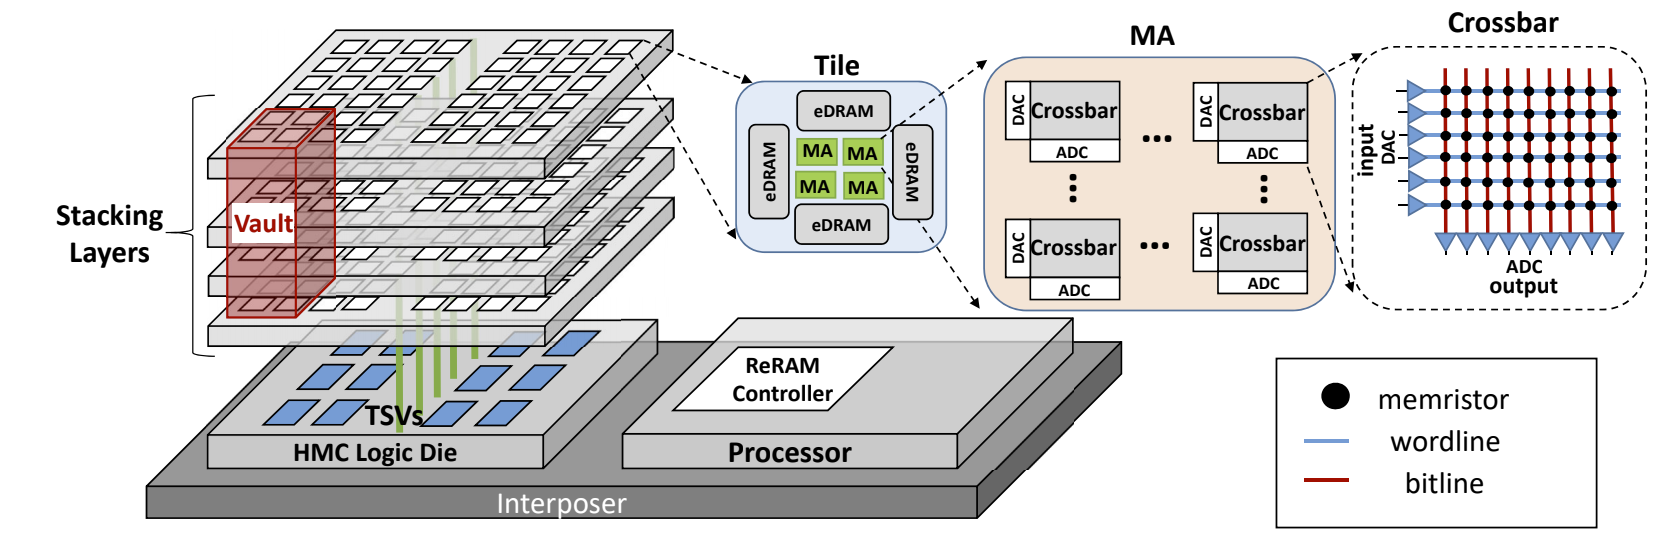 Stacking
Layers
Vault
TSVs
HMC Logic Die
Interposer
ReRAM
Controller
Processor
Tile
eDRAM
eDRAM
MA
MA
MA
MA
eDRAM
eDRAM
MA
DAC
Crossbar
ADC
...
DAC
Crossbar
ADC
DAC
Crossbar
ADC
...
DAC
Crossbar
ADC
Crossbar
input
DAC
ADC
output
memristor
wordline
bitline